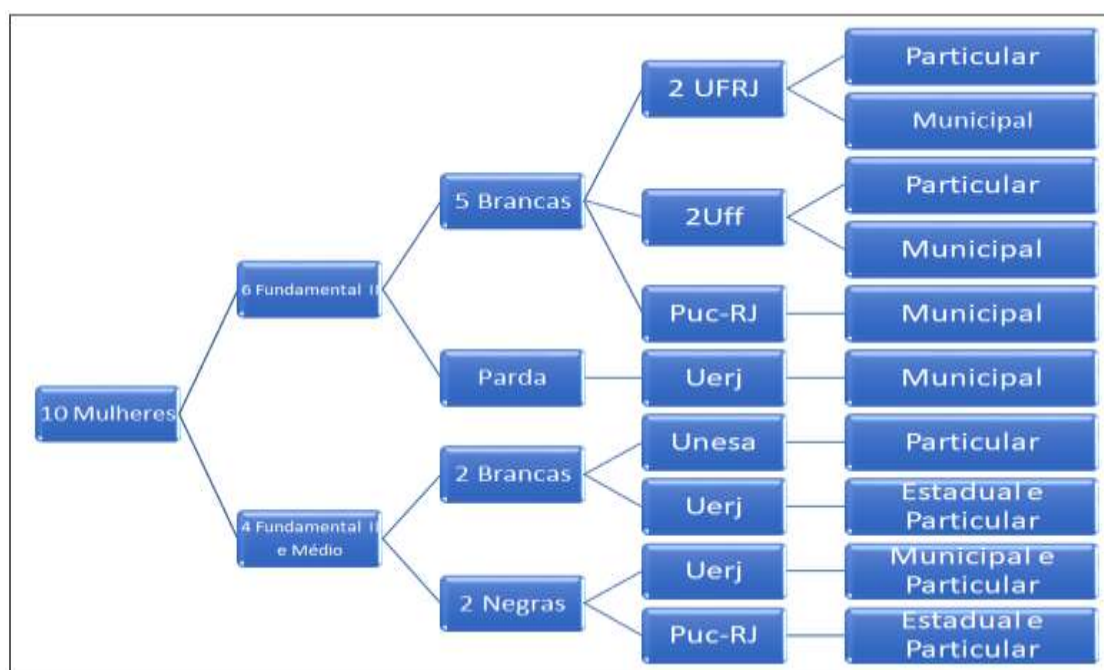 10 Mulheres
6 Fundamental II
4 Fundamental II
e Médio
5 Brancas
Parda
2 Brancas
2 Negras
2 UFRJ
2Uff
Puc-RJ
Uerj
Unesa
Uerj
Uerj
Puc-RJ
Particular
Municipal
Particular
Municipal
Municipal
Municipal
Particular
Estadual e
Particular
Municipal e
Particular
Estadual e
Particular